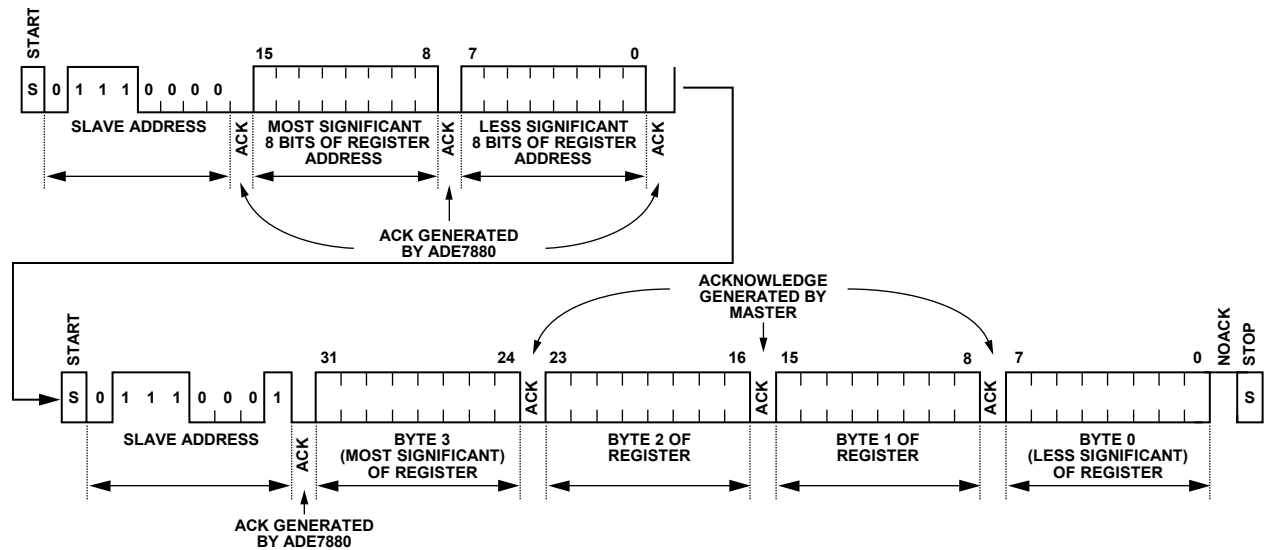 START
15 8 7 0
S 0 1 1 1 0 0 0 0
SLAVE ADDRESS
ACK
MOST SIGNIFICANT
8 BITS OF REGISTER
ADDRESS
ACK
LESS SIGNIFICANT
8 BITS OF REGISTER
ADDRESS
ACK
ACK GENERATED
BY ADE7880
ACKNOWLEDGE
GENERATED BY
MASTER
START
31 24 23 16 15 8 7 0
NOACK
STOP
S 0 1 1 1 0 0 0 1
S
SLAVE ADDRESS
ACK
BYTE 3
(MOST SIGNIFICANT)
OF REGISTER
ACK
BYTE 2 OF
REGISTER
ACK
BYTE 1 OF
REGISTER
ACK
BYTE 0
(LESS SIGNIFICANT)
OF REGISTER
ACK GENERATED
BY ADE7880